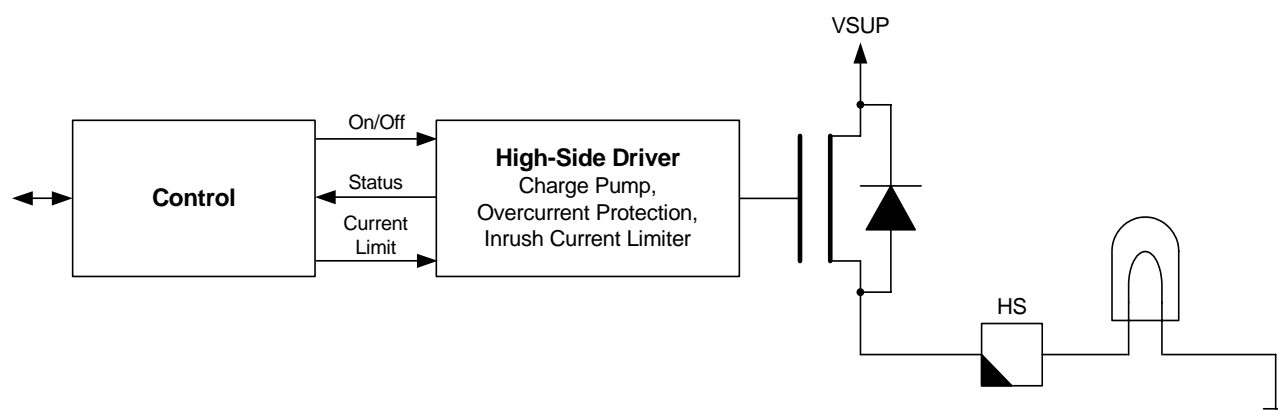 VSUP
On/Off
Control
Status
Current
Limit
High-Side Driver
Charge Pump,
Overcurrent Protection,
Inrush Current Limiter
HS